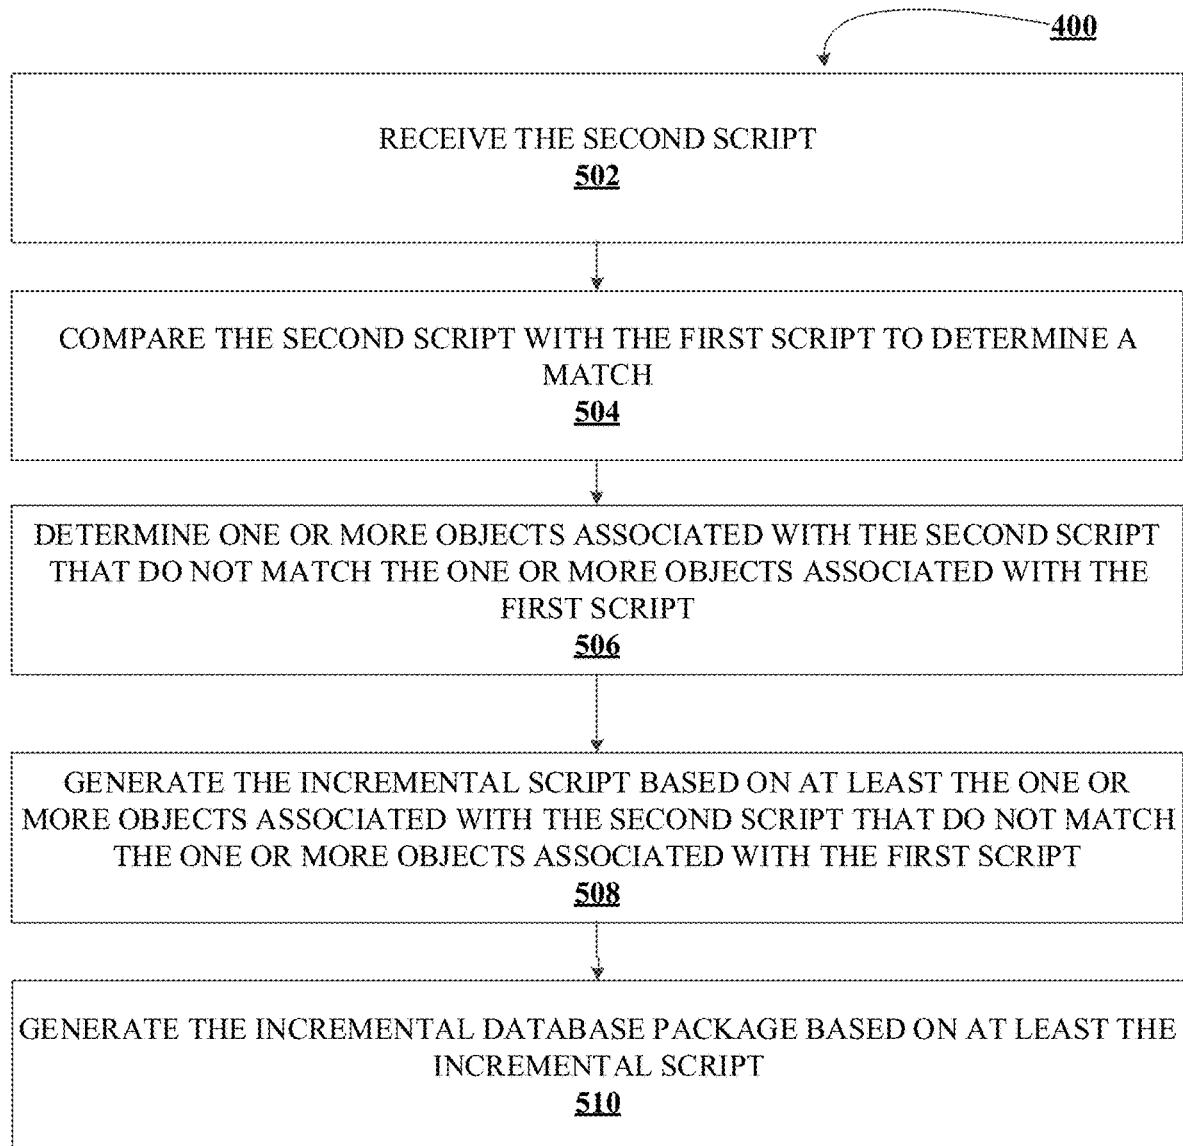 400
RECEIVE THE SECOND SCRIPT
502
COMPARE THE SECOND SCRIPT WITH THE FIRST SCRIPT TO DETERMINE A
MATCH
504
DETERMINE ONE OR MORE OBJECTS ASSOCIATED WITH THE SECOND SCRIPT
THAT DO NOT MATCH THE ONE OR MORE OBJECTS ASSOCIATED WITH THE
FIRST SCRIPT
506
GENERATE THE INCREMENTAL SCRIPT BASED ON AT LEAST THE ONE OR
MORE OBJECTS ASSOCIATED WITH THE SECOND SCRIPT THAT DO NOT MATCH
THE ONE OR MORE OBJECTS ASSOCIATED WITH THE FIRST SCRIPT
508
GENERATE THE INCREMENTAL DATABASE PACKAGE BASED ON AT LEAST THE
INCREMENTAL SCRIPT
510